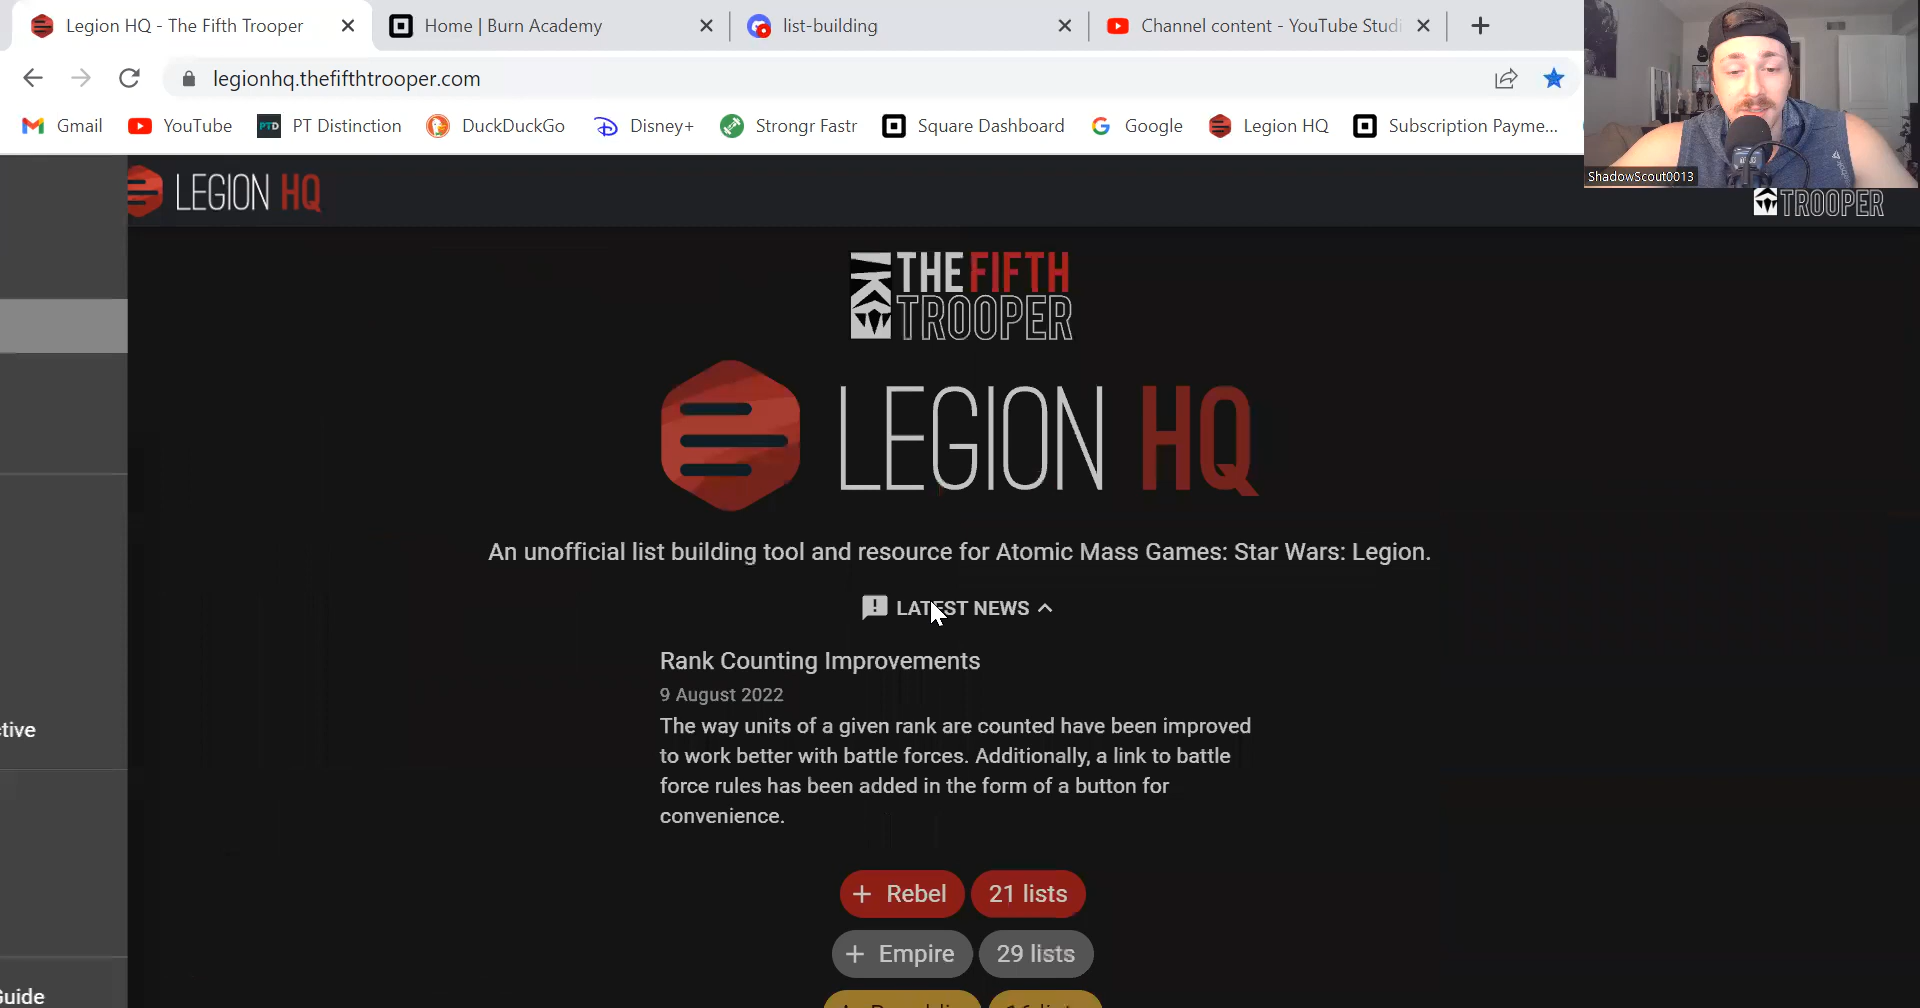 Legion HQ - The Fifth Trooper
Home | Burn Academy
list-building
Channel content - YouTube Studi
legionhq.thefifthtrooper.com
Gmail
YouTube
PTD
PT Distinction
DuckDuckGo
Disney+
Strongr Fastr
Square Dashboard
Google
Legion HQ
Subscription Payme...
ShadowScout0013
LEGION HQ
TROOPER
THE FIFTH
TROOPER
LEGION HQ
An unofficial list building tool and resource for Atomic Mass Games: Star Wars: Legion.
LATEST NEWS
Rank Counting Improvements
9 August 2022
The way units of a given rank are counted have been improved
to work better with battle forces. Additionally, a link to battle
force rules has been added in the form of a button for
convenience.
tive
+ Rebel 21 lists
+ Empire 29 lists
Guide